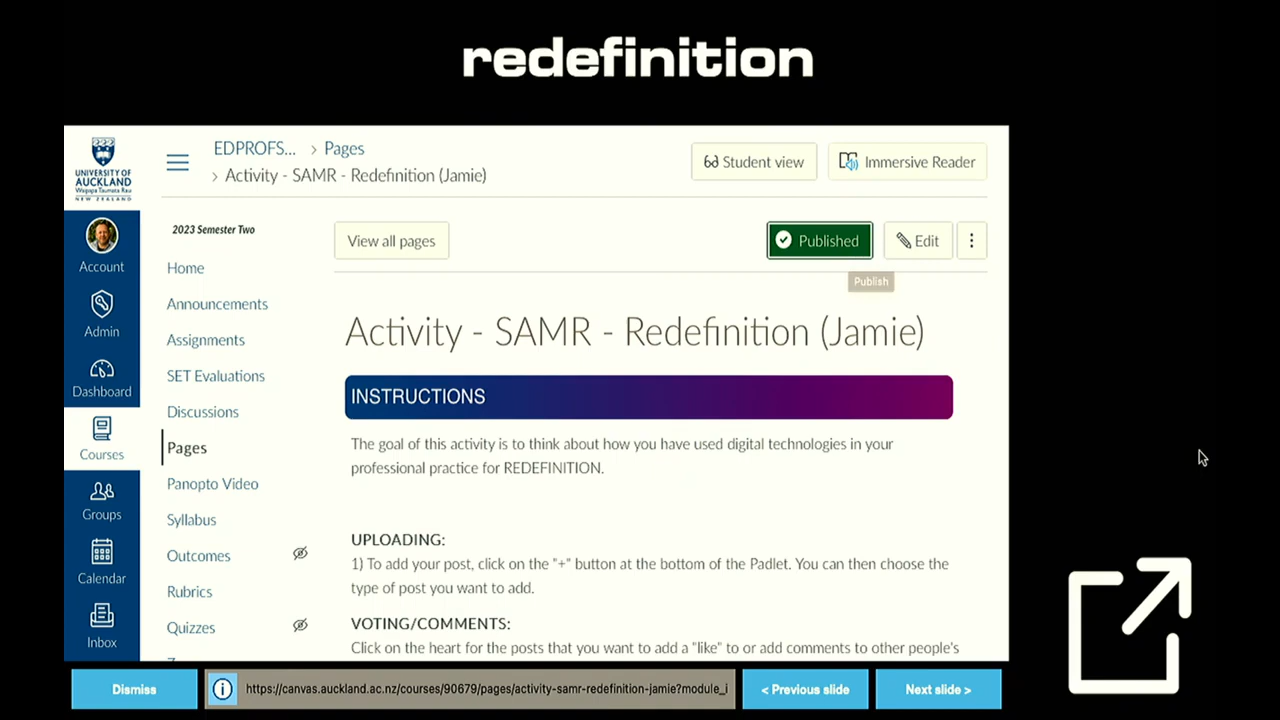 redefinition
UNIVERSITY OF
AUCKLAND
Waipapa Taumata Rau
NEW ZEALAND
EDPROFS... > Pages
> Activity - SAMR - Redefinition (Jamie)
Student view
Immersive Reader
Account
Admin
Dashboard
Courses
Groups
Calendar
Inbox
2023 Semester Two
Home
Announcements
Assignments
SET Evaluations
Discussions
Pages
Panopto Video
Syllabus
Outcomes
Rubrics
Quizzes
View all pages
Published
Edit
Publish
Activity - SAMR - Redefinition (Jamie)
INSTRUCTIONS
The goal of this activity is to think about how you have used digital technologies in your
professional practice for REDEFINITION.
UPLOADING:
1) To add your post, click on the "+" button at the bottom of the Padlet. You can then choose the
type of post you want to add.
VOTING/COMMENTS:
Click on the heart for the posts that you want to add a "like" to or add comments to other people's
Dismiss
https://canvas.auckland.ac.nz/courses/90679/pages/activity-samr-redefinition-jamie?module_i
< Previous slide
Next slide >